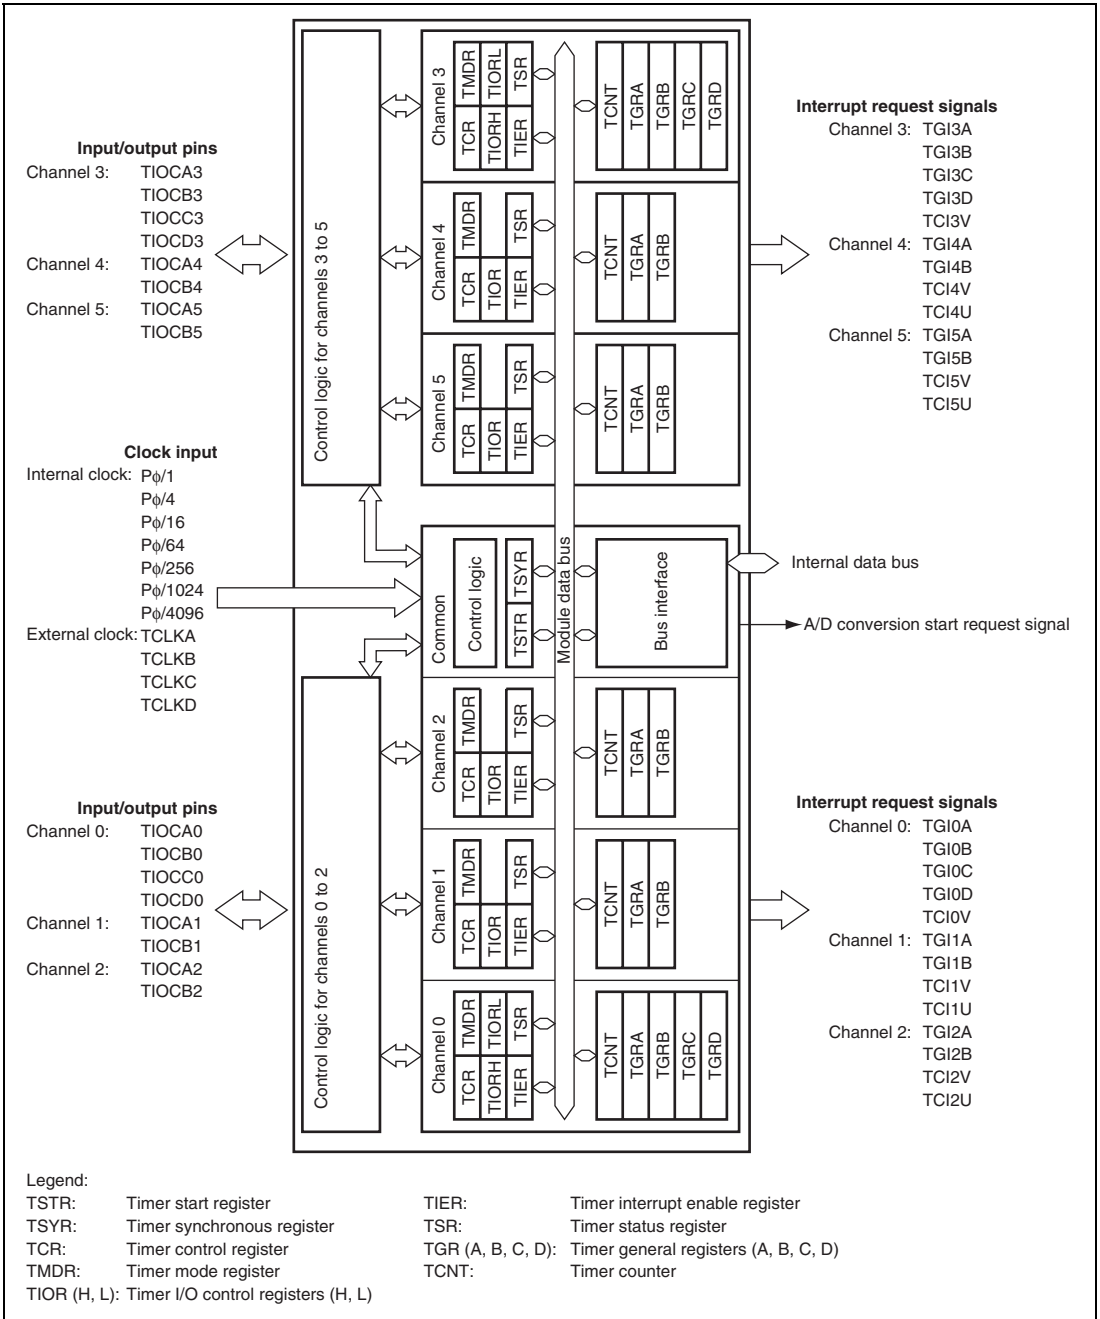 Input/output pins
Channel 3: TIOCA3
TIOCB3
TIOCC3
TIOCD3
Channel 4: TIOCA4
TIOCB4
Channel 5: TIOCA5
TIOCB5
Clock input
Internal clock: Pφ/1
Pφ/4
Pφ/16
Pφ/64
Pφ/256
Pφ/1024
Pφ/4096
External clock: TCLKA
TCLKB
TCLKC
TCLKD
Input/output pins
Channel 0: TIOCA0
TIOCB0
TIOCC0
TIOCD0
Channel 1: TIOCA1
TIOCB1
Channel 2: TIOCA2
TIOCB2
Control logic for channels 3 to 5
Control logic for channels 0 to 2
Channel 3
TCR TMDR
TIORH TIORL
TIER TSR
TCNT
TGRA
TGRB
TGRC
TGRD
Channel 4
TCR TMDR
TIOR
TIER TSR
TCNT
TGRA
TGRB
Channel 5
TCR TMDR
TIOR
TIER TSR
TCNT
TGRA
TGRB
Common
Control logic
TSTR TSYR
Module data bus
Bus interface
Channel 2
TCR TMDR
TIOR
TIER TSR
TCNT
TGRA
TGRB
Channel 1
TCR TMDR
TIOR
TIER TSR
TCNT
TGRA
TGRB
Channel 0
TCR TMDR
TIORH TIORL
TIER TSR
TCNT
TGRA
TGRB
TGRC
TGRD
Interrupt request signals
Channel 3: TGI3A
TGI3B
TGI3C
TGI3D
TCI3V
Channel 4: TGI4A
TGI4B
TCI4V
TCI4U
Channel 5: TGI5A
TGI5B
TCI5V
TCI5U
Internal data bus
A/D conversion start request signal
Interrupt request signals
Channel 0: TGI0A
TGI0B
TGI0C
TGI0D
TCI0V
Channel 1: TGI1A
TGI1B
TCI1V
TCI1U
Channel 2: TGI2A
TGI2B
TCI2V
TCI2U
Legend:
TSTR: Timer start register
TSYR: Timer synchronous register
TCR: Timer control register
TMDR: Timer mode register
TIOR (H, L): Timer I/O control registers (H, L)
TIER: Timer interrupt enable register
TSR: Timer status register
TGR (A, B, C, D): Timer general registers (A, B, C, D)
TCNT: Timer counter